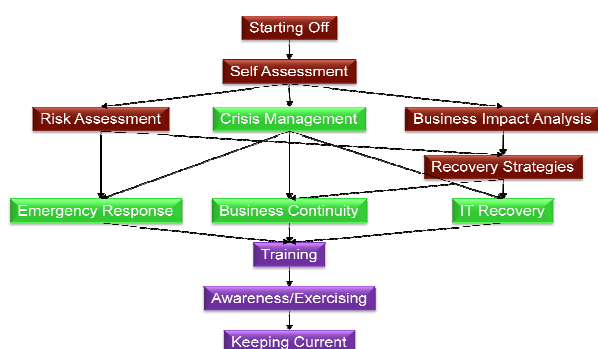 Starting Off
Self Assessment
Risk Assessment
Crisis Management
Business Impact Analysis
Recovery Strategies
Emergency Response
Business Continuity
IT Recovery
Training
Awareness/Exercising
Keeping Current